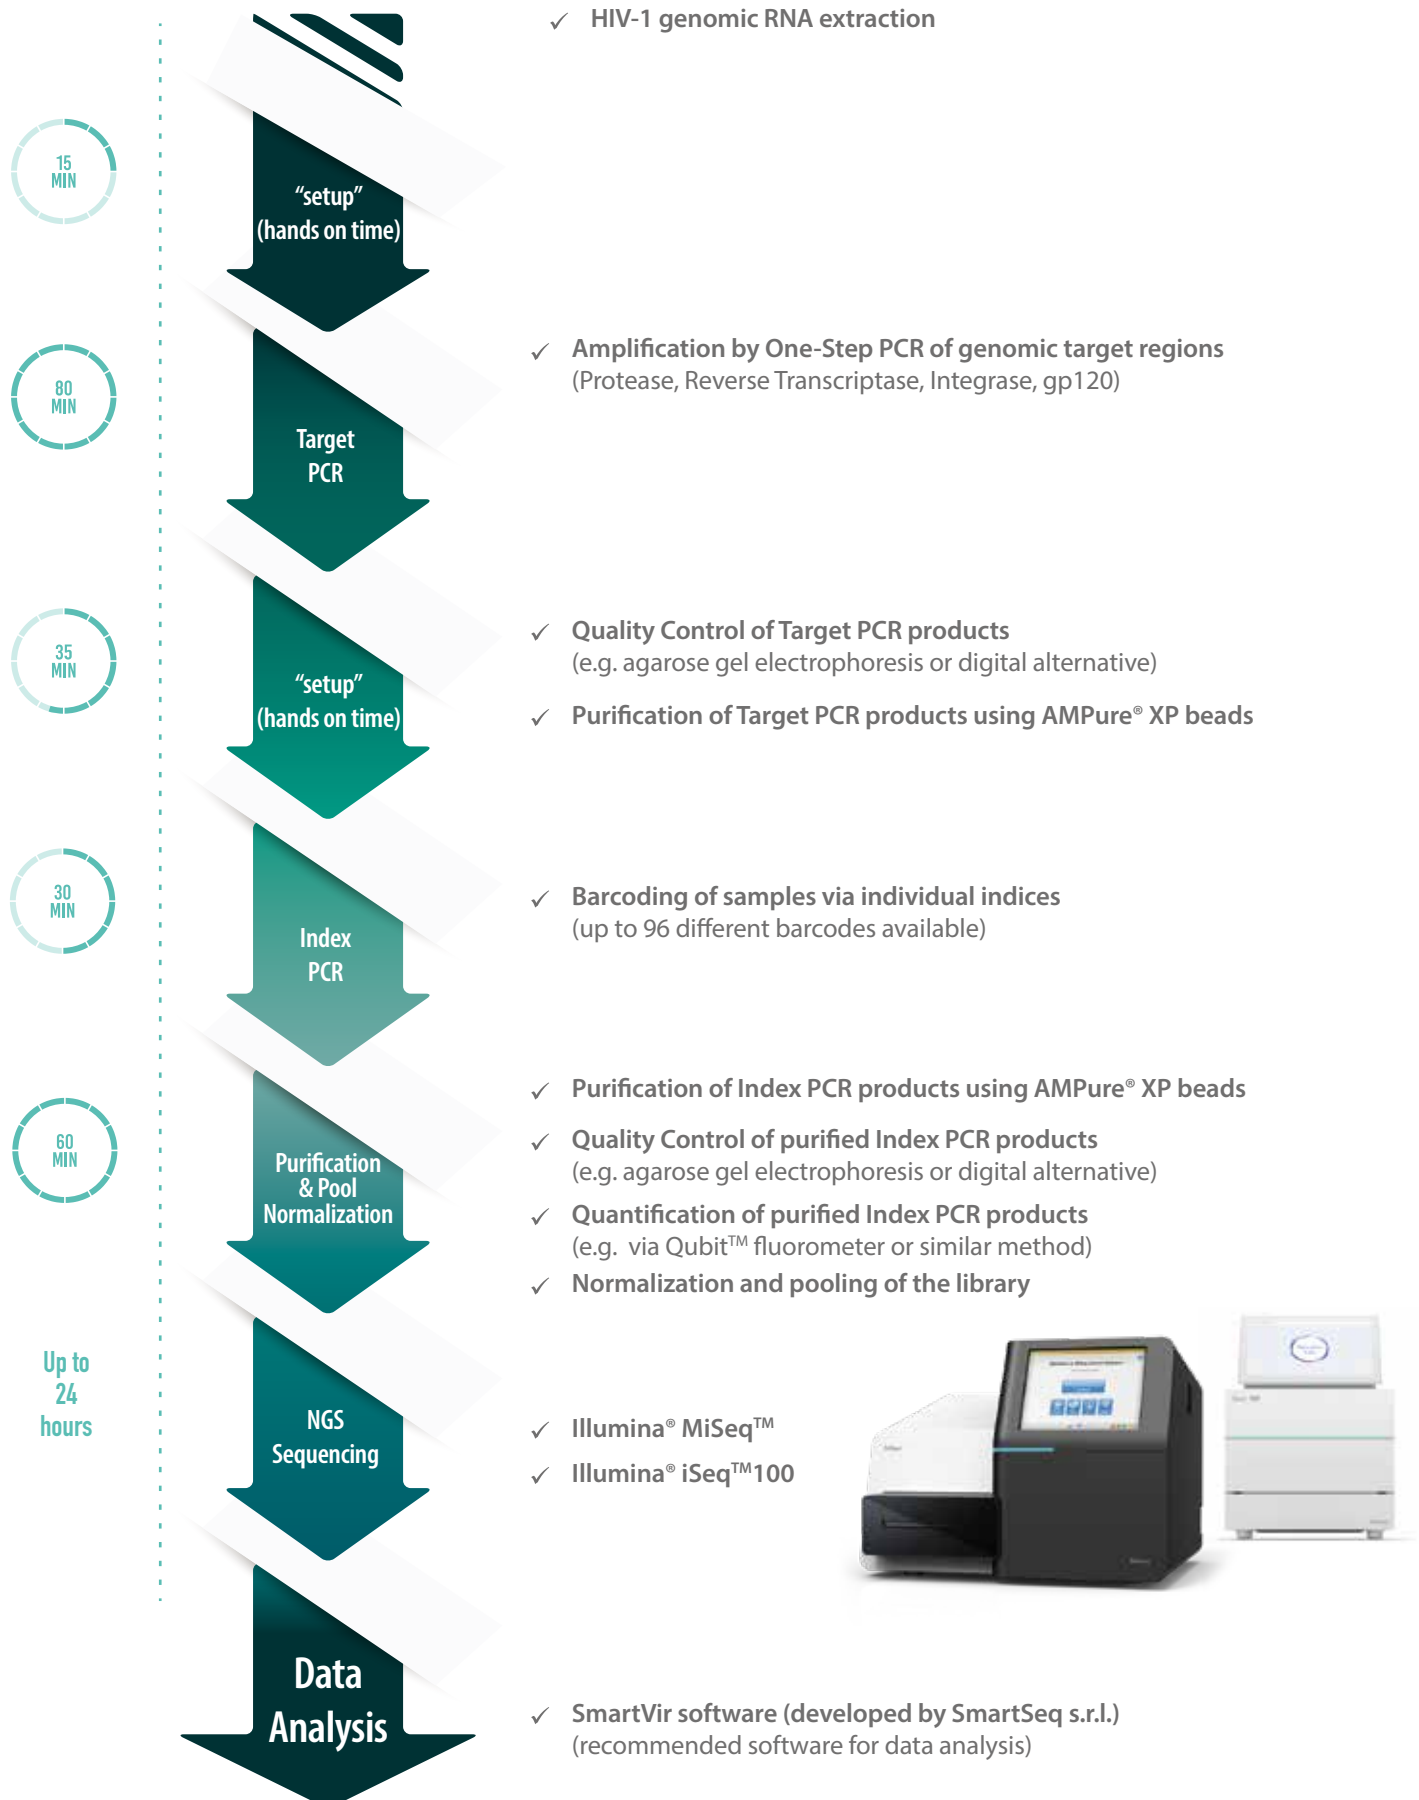 HIV-1 genomic RNA extraction
15
MIN
“setup”
(hands on time)
80
MIN
Target
PCR
Amplification by One-Step PCR of genomic target regions
(Protease, Reverse Transcriptase, Integrase, gp120)
35
MIN
“setup”
(hands on time)
Quality Control of Target PCR products
(e.g. agarose gel electrophoresis or digital alternative)
Purification of Target PCR products using AMPure® XP beads
30
MIN
Index
PCR
Barcoding of samples via individual indices
(up to 96 different barcodes available)
60
MIN
Purification
& Pool
Normalization
Purification of Index PCR products using AMPure® XP beads
Quality Control of purified Index PCR products
(e.g. agarose gel electrophoresis or digital alternative)
Quantification of purified Index PCR products
(e.g. via Qubit™ fluorometer or similar method)
Normalization and pooling of the library
Up to
24
hours
NGS
Sequencing
Illumina® MiSeq™
Illumina® iSeq™100
Data
Analysis
SmartVir software (developed by SmartSeq s.r.l.)
(recommended software for data analysis)